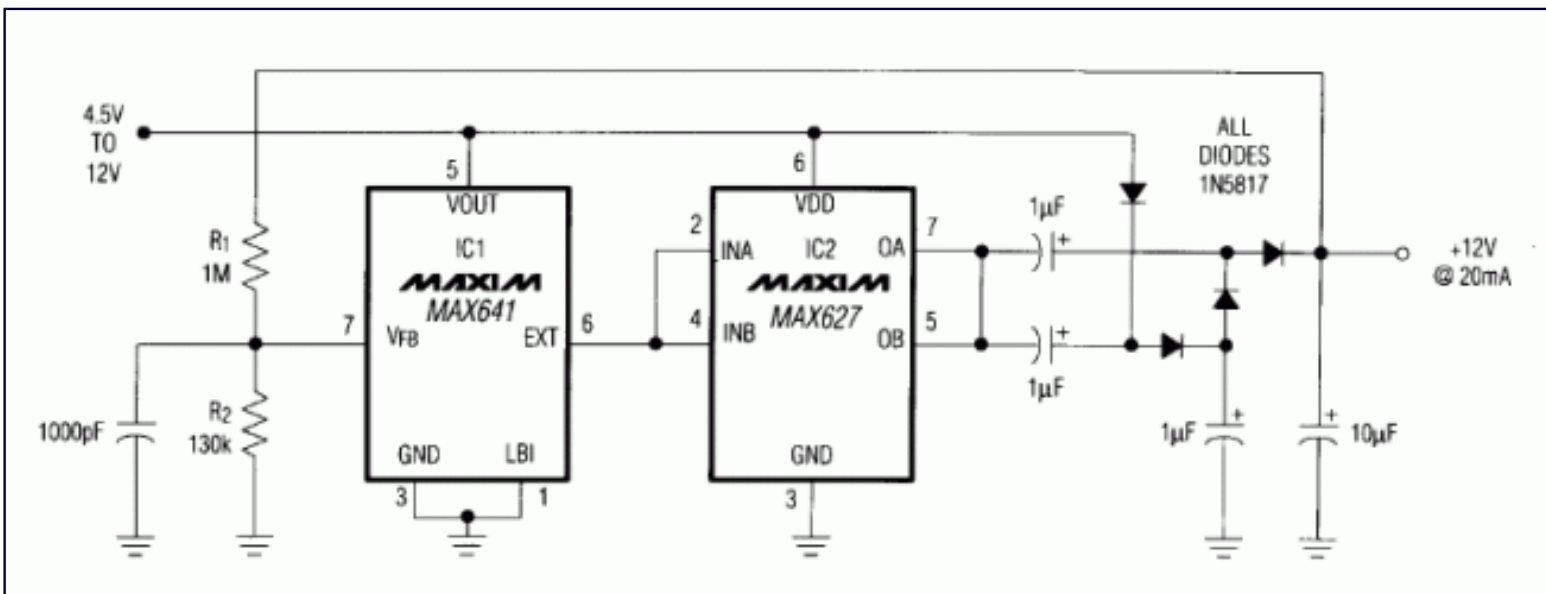 4.5V
TO
12V
R1
1M
R2
130k
1000pF
7
5
VOUT
IC1
MAXIM
MAX641
VFB
EXT
6
GND
LBI
3
1
2
4
6
VDD
INA
IC2
OA
7
MAXIM
MAX627
INB
OB
5
GND
3
1µF
1µF
ALL
DIODES
1N5817
+
+
+12V
@ 20mA
1µF
+
+
10µF